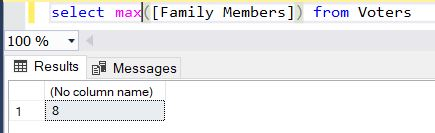 select max([Family Members]) from Voters
100 %
Results Messages
(No column name)
1 8